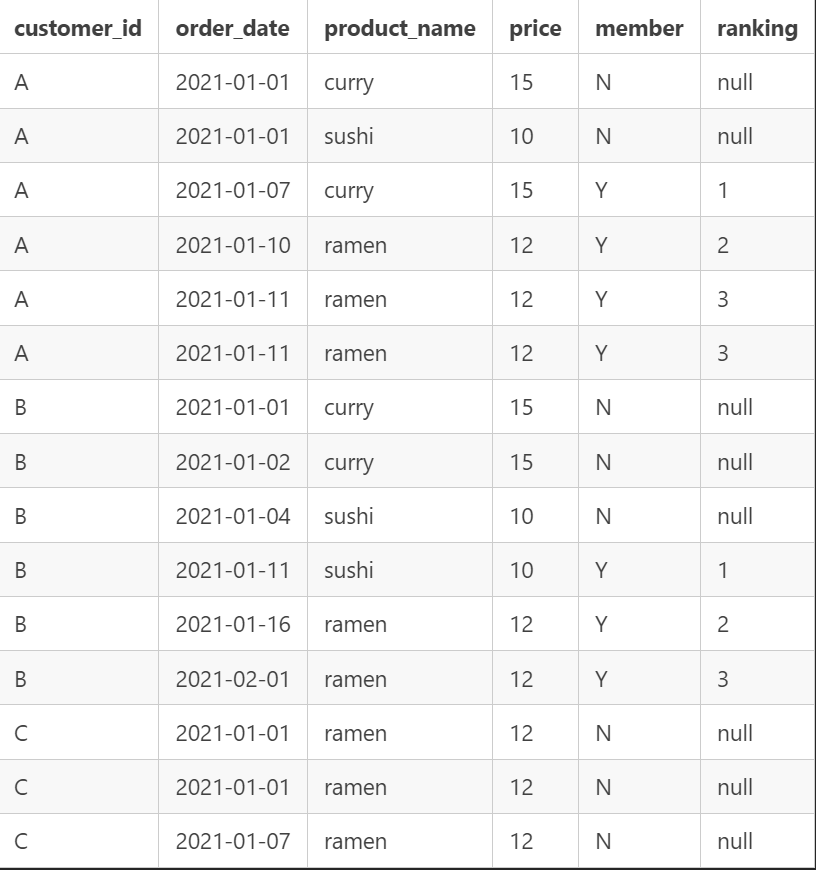 customer_id order_date product_name price member ranking
A 2021-01-01 curry 15 N null
A 2021-01-01 sushi 10 N null
A 2021-01-07 curry 15 Y 1
A 2021-01-10 ramen 12 Y 2
A 2021-01-11 ramen 12 Y 3
A 2021-01-11 ramen 12 Y 3
B 2021-01-01 curry 15 N null
B 2021-01-02 curry 15 N null
B 2021-01-04 sushi 10 N null
B 2021-01-11 sushi 10 Y 1
B 2021-01-16 ramen 12 Y 2
B 2021-02-01 ramen 12 Y 3
C 2021-01-01 ramen 12 N null
C 2021-01-01 ramen 12 N null
C 2021-01-07 ramen 12 N null